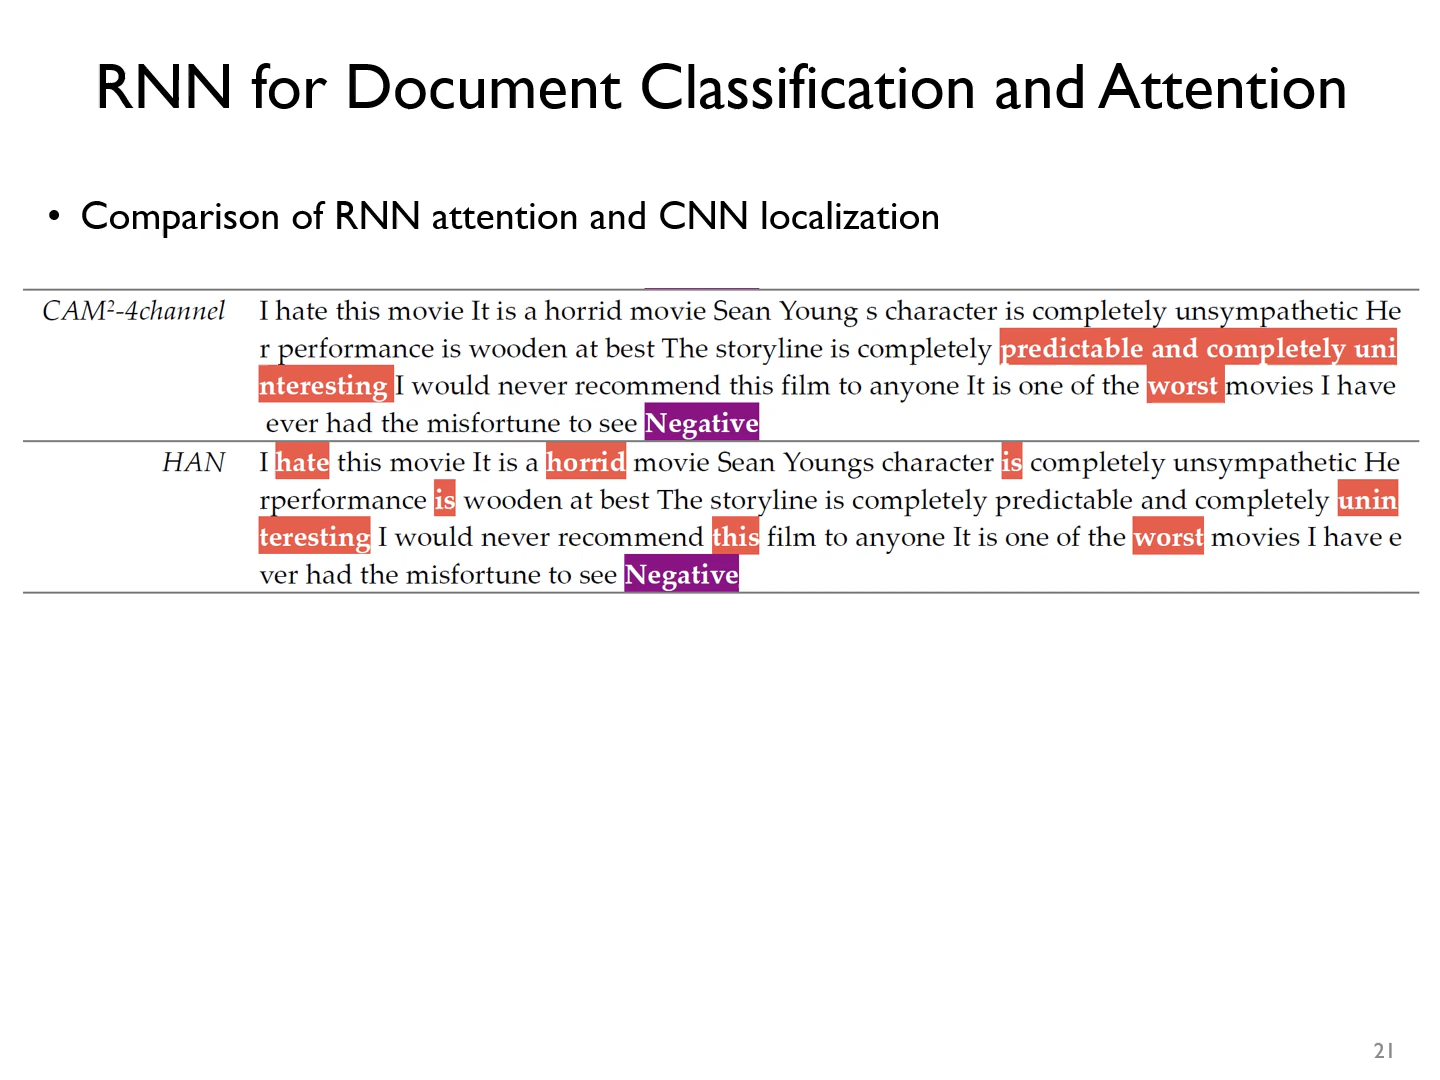 RNN for Document Classification and Attention
• Comparison of RNN attention and CNN localization
CAM²-4channel I hate this movie It is a horrid movie Sean Young s character is completely unsympathetic He
r performance is wooden at best The storyline is completely predictable and completely uni
nteresting I would never recommend this film to anyone It is one of the worst movies I have
ever had the misfortune to see Negative
HAN I hate this movie It is a horrid movie Sean Youngs character is completely unsympathetic He
rperformance is wooden at best The storyline is completely predictable and completely unin
teresting I would never recommend this film to anyone It is one of the worst movies I have e
ver had the misfortune to see Negative
21